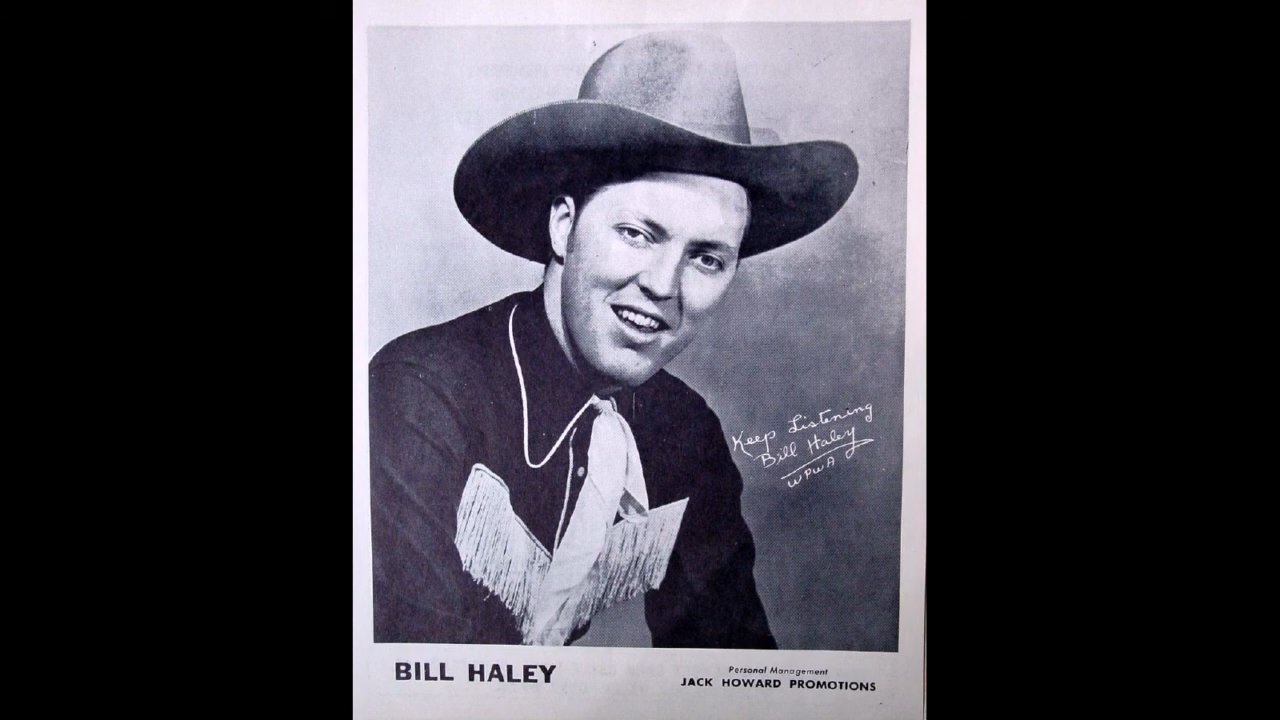 Keep Listening
Bill Haley
WPWA
BILL HALEY
Personal Management
JACK HOWARD PROMOTIONS